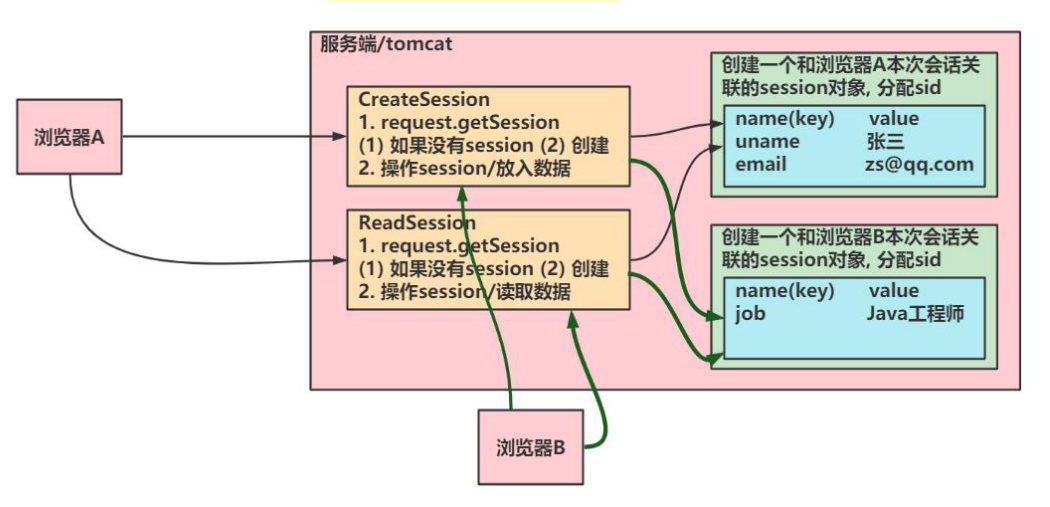 服务端/tomcat
浏览器A
CreateSession
1. request.getSession
(1) 如果没有session (2) 创建
2. 操作session/放入数据
ReadSession
1. request.getSession
(1) 如果没有session (2) 创建
2. 操作session/读取数据
创建一个和浏览器A本次会话关
联的session对象, 分配sid
name(key) value
uname 张三
email zs@qq.com
创建一个和浏览器B本次会话关
联的session对象, 分配sid
name(key) value
job Java工程师
浏览器B